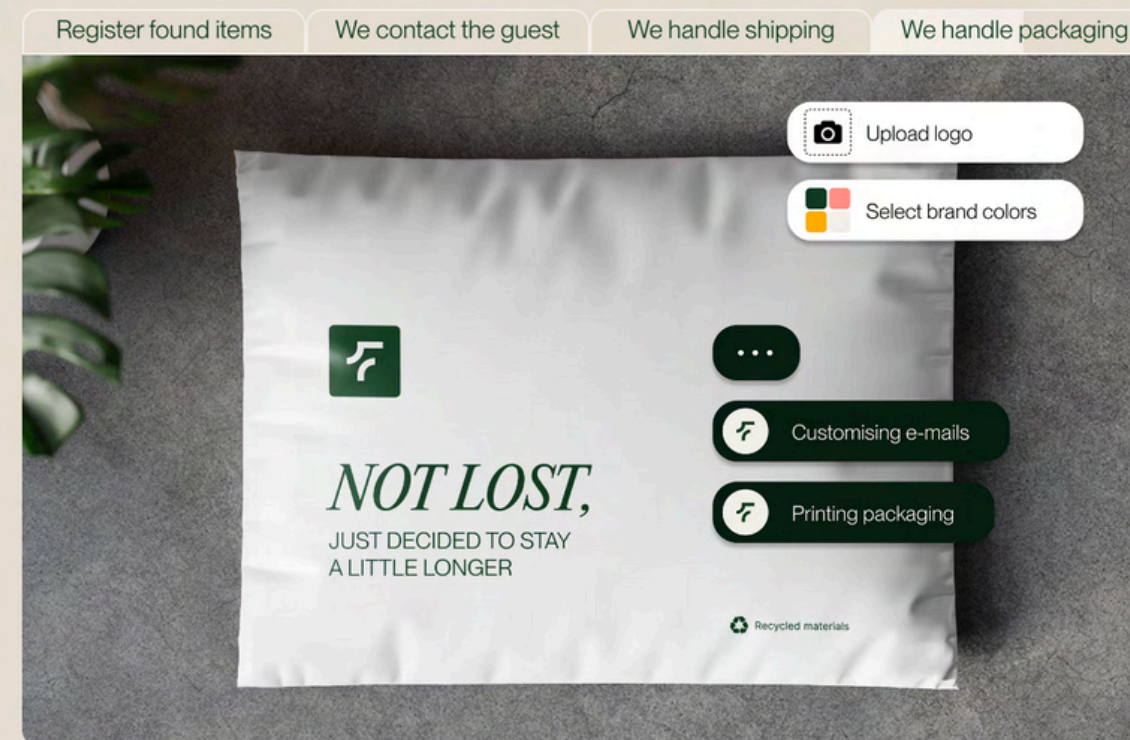 Register found items
We contact the guest
We handle shipping
We handle packaging
Upload logo
Select brand colors
NOT LOST,
JUST DECIDED TO STAY
A LITTLE LONGER
Customising e-mails
Printing packaging
Recycled materials